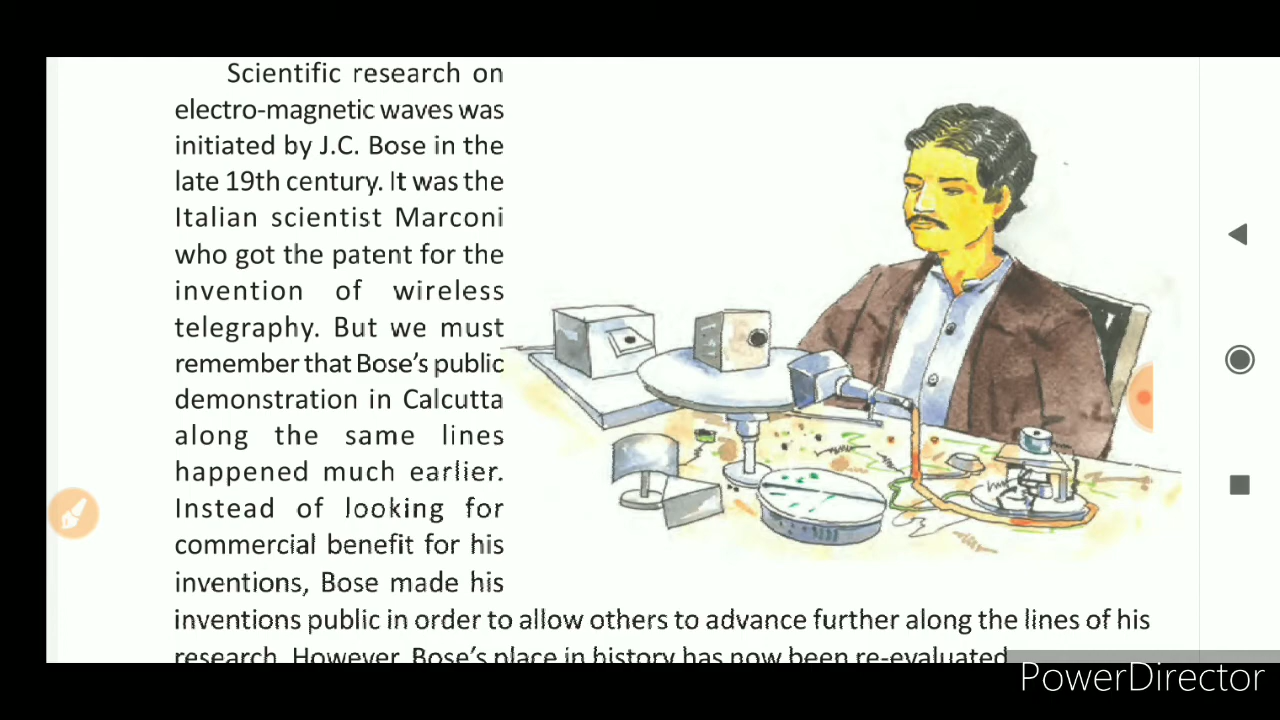 Scientific research on
electro-magnetic waves was
initiated by J.C. Bose in the
late 19th century. It was the
Italian scientist Marconi
who got the patent for the
invention of wireless
telegraphy. But we must
remember that Bose's public
demonstration in Calcutta
along the same lines
happened much earlier.
Instead of looking for
commercial benefit for his
inventions, Bose made his
inventions public in order to allow others to advance further along the lines of his
research. However, Bose's place in history has now been re-evaluated
PowerDirector